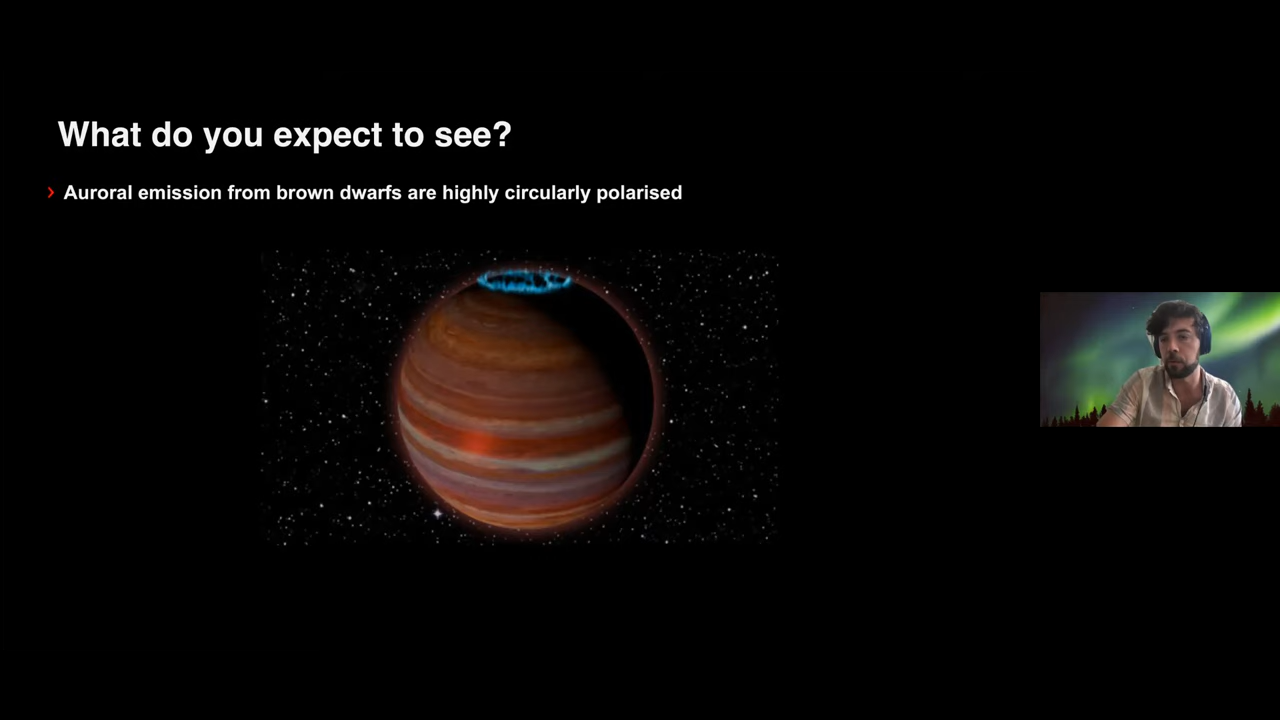 What do you expect to see?
› Auroral emission from brown dwarfs are highly circularly polarised